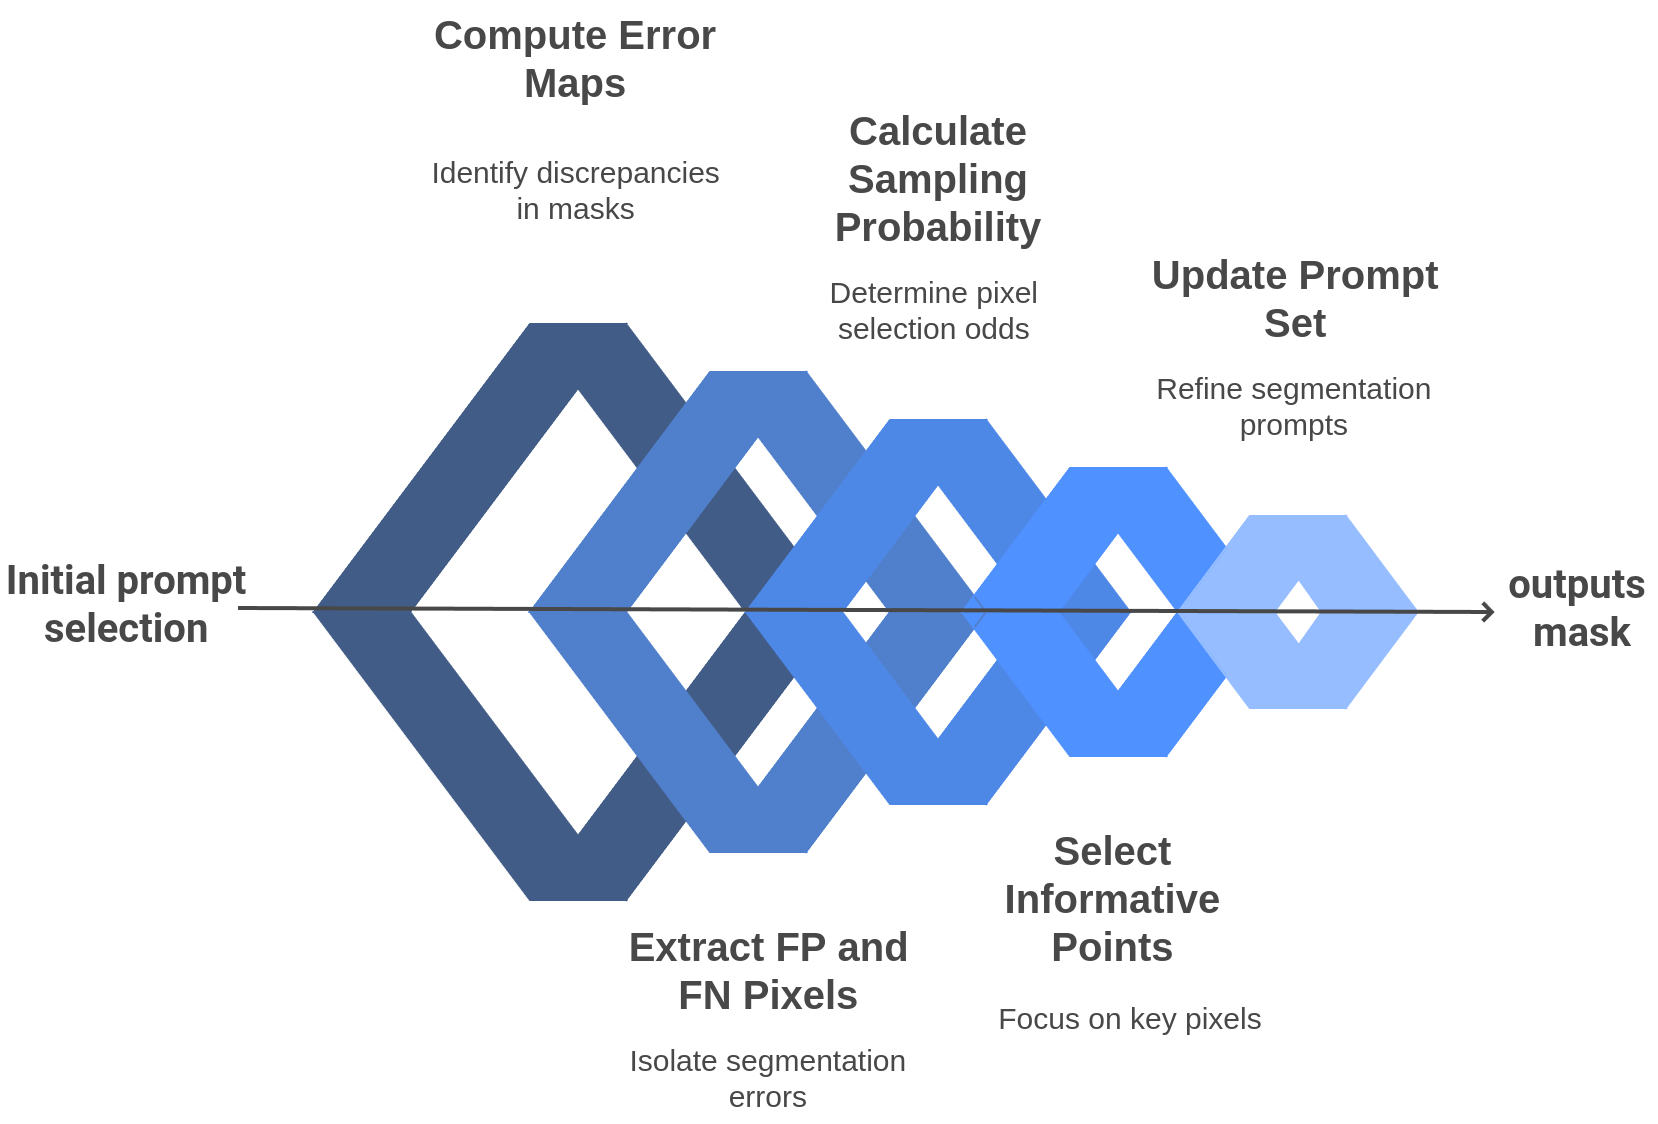 Compute Error
Maps
Identify discrepancies
in masks
Calculate
Sampling
Probability
Determine pixel
selection odds
Update Prompt
Set
Refine segmentation
prompts
Initial prompt
selection
outputs
mask
Select
Informative
Points
Focus on key pixels
Extract FP and
FN Pixels
Isolate segmentation
errors